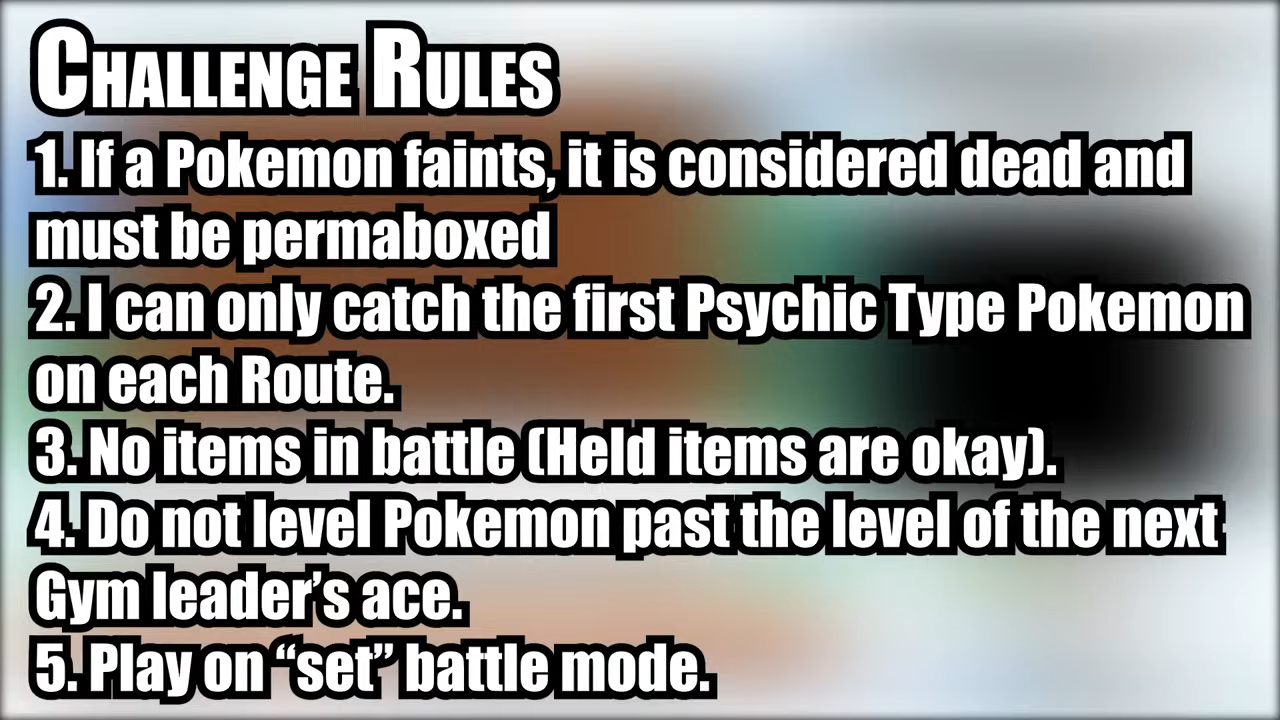 Challenge Rules
1. If a Pokemon faints, it is considered dead and
must be permaboxed
2. I can only catch the first Psychic Type Pokemon
on each Route.
3. No items in battle (Held items are okay).
4. Do not level Pokemon past the level of the next
Gym leader’s ace.
5. Play on “set” battle mode.